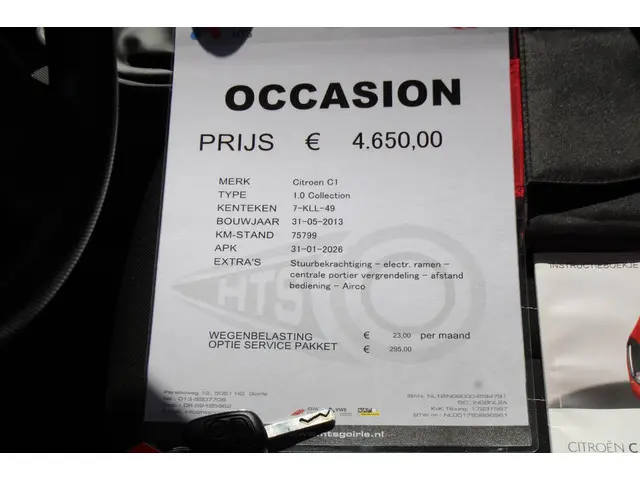 HTS
OCCASION
PRIJS € 4.650,00
MERK Citroen C1
TYPE 1.0 Collection
KENTEKEN 7-KLL-49
BOUWJAAR 31-05-2013
KM-STAND 75799
APK 31-01-2026
EXTRA'S Stuurbekrachtiging - electr. ramen -
centrale portier vergrendeling - afstand
bediening - Airco
HTS
WEGENBELASTING € 23,00 per maand
OPTIE SERVICE PAKKET € 295,00
INSTRUCTIEBOEKJE
CITROËN C